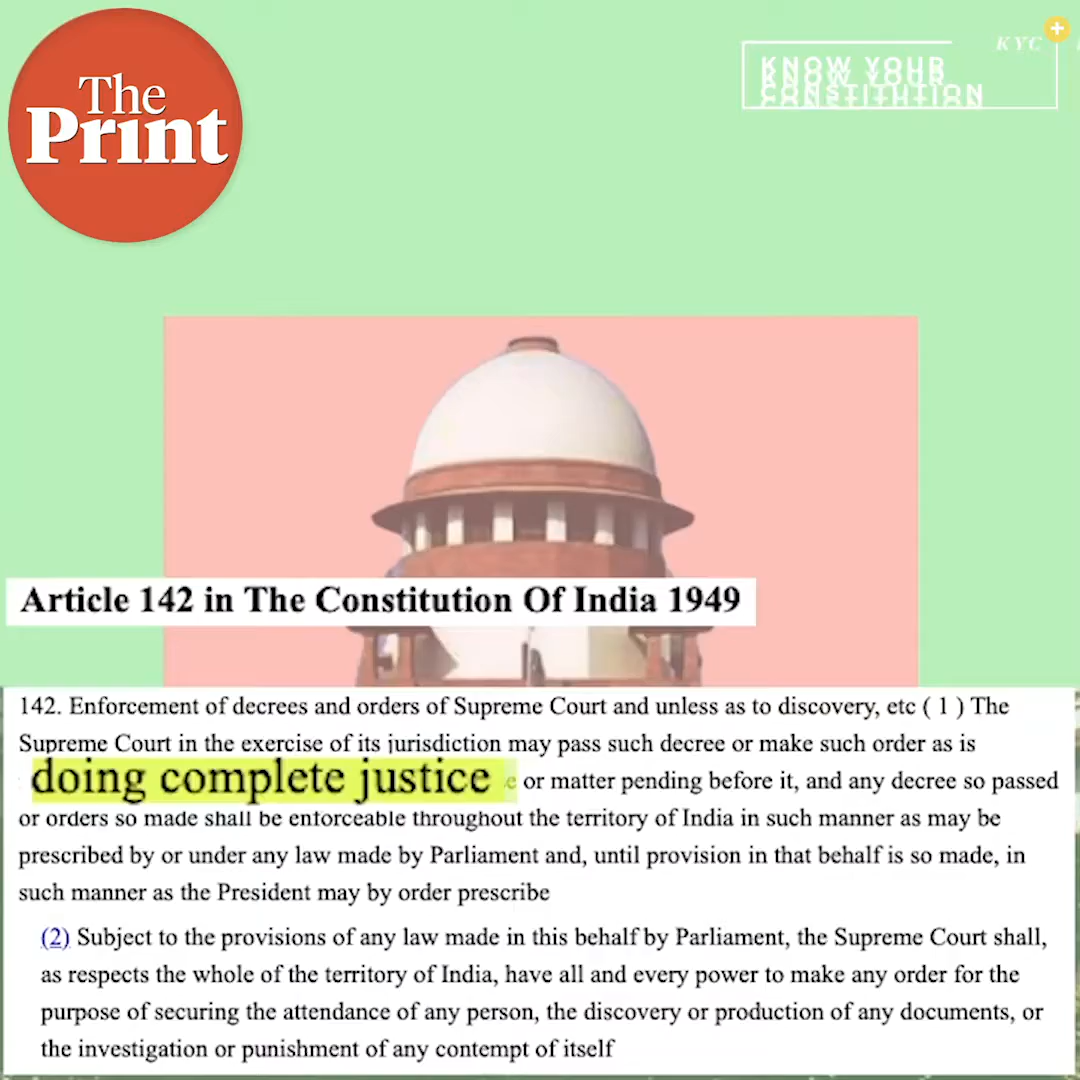 The
Print
KYC
KNOW YOUR
CONSTITUTION
Article 142 in The Constitution Of India 1949
142. Enforcement of decrees and orders of Supreme Court and unless as to discovery, etc ( 1 ) The
Supreme Court in the exercise of its jurisdiction may pass such decree or make such order as is
doing complete justice or matter pending before it, and any decree so passed
or orders so made shall be enforceable throughout the territory of India in such manner as may be
prescribed by or under any law made by Parliament and, until provision in that behalf is so made, in
such manner as the President may by order prescribe
(2) Subject to the provisions of any law made in this behalf by Parliament, the Supreme Court shall,
as respects the whole of the territory of India, have all and every power to make any order for the
purpose of securing the attendance of any person, the discovery or production of any documents, or
the investigation or punishment of any contempt of itself